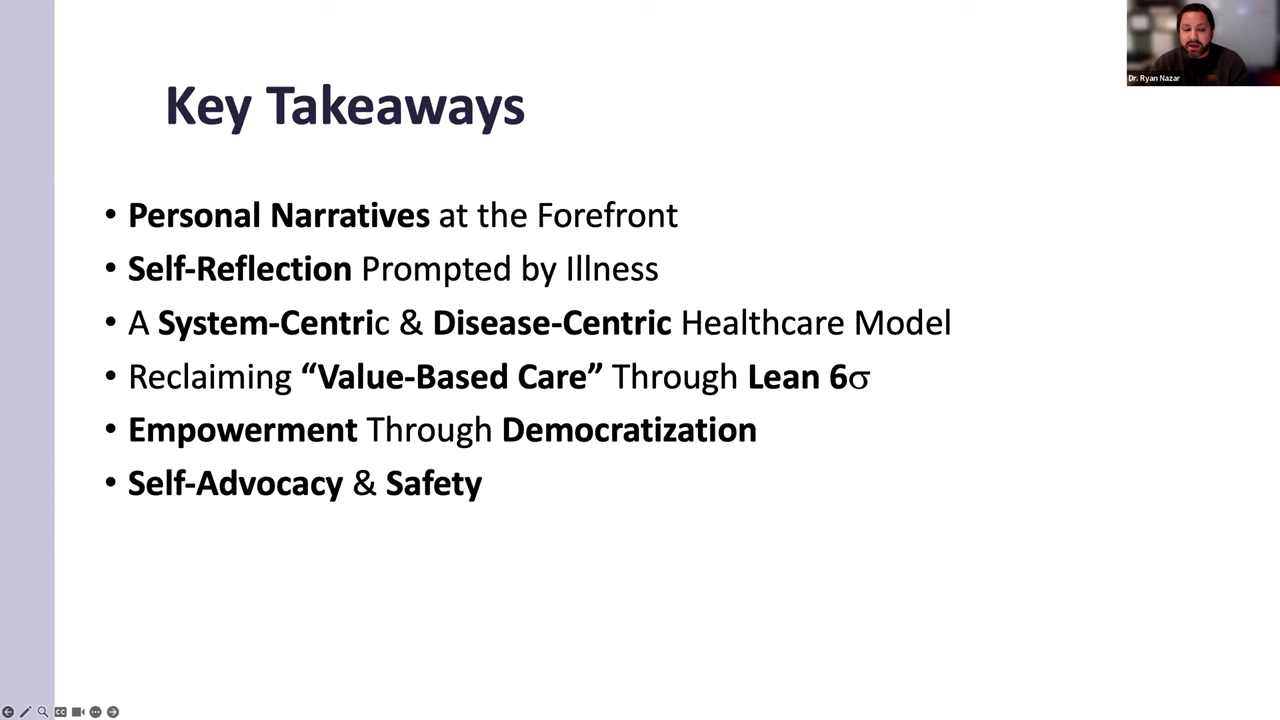 Dr. Ryan Nazar
Key Takeaways
• Personal Narratives at the Forefront
• Self-Reflection Prompted by Illness
• A System-Centric & Disease-Centric Healthcare Model
• Reclaiming “Value-Based Care” Through Lean 6σ
• Empowerment Through Democratization
• Self-Advocacy & Safety
CC